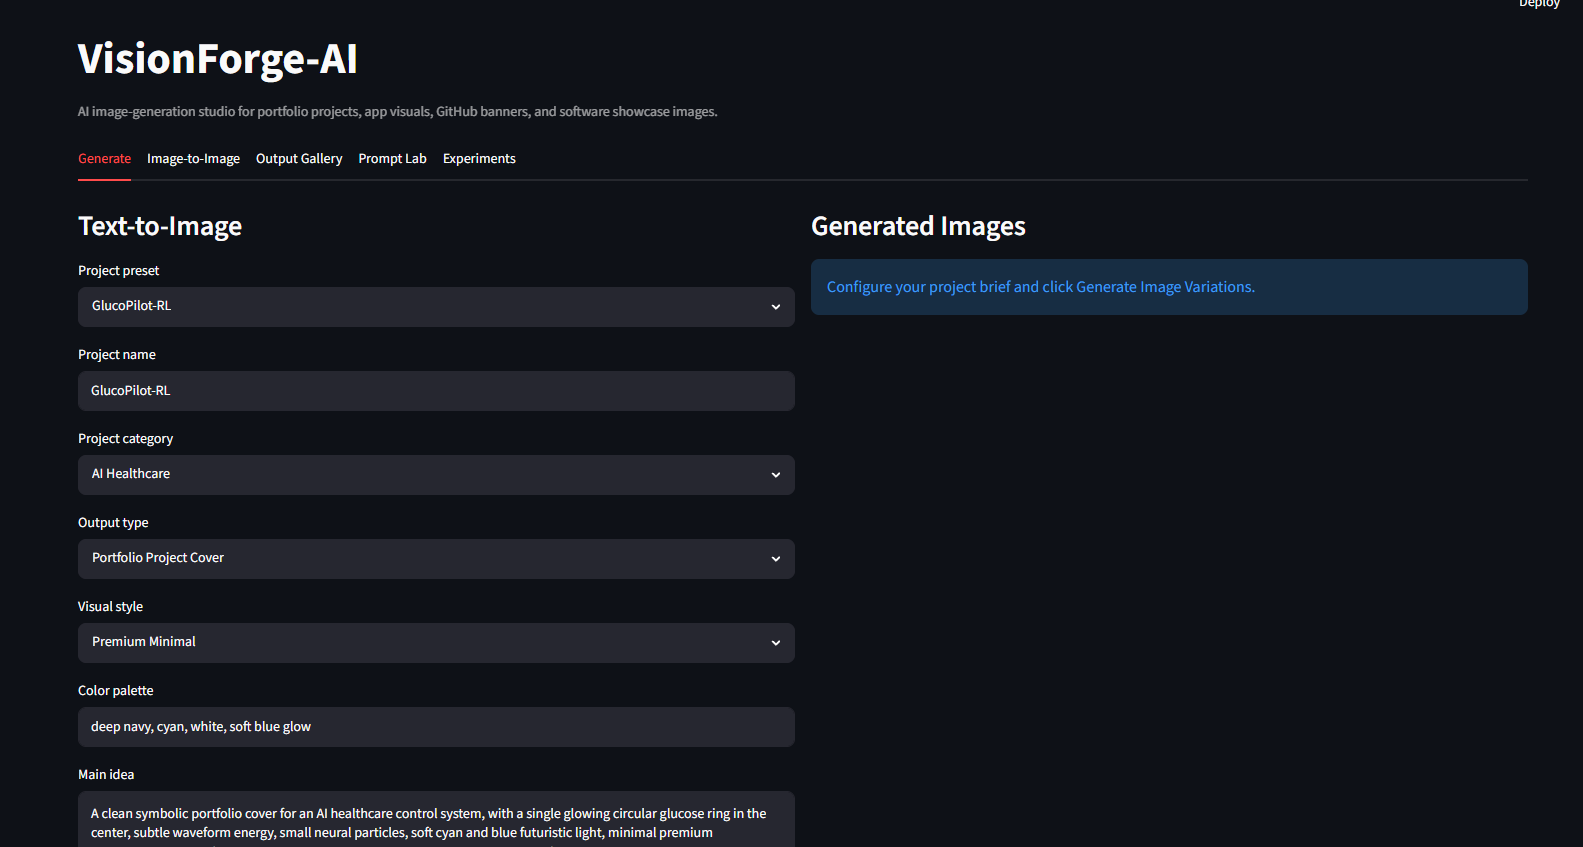 Deploy
VisionForge-AI
AI image-generation studio for portfolio projects, app visuals, GitHub banners, and software showcase images.
Generate
Image-to-Image
Output Gallery
Prompt Lab
Experiments
Text-to-Image
Project preset
GlucoPilot-RL
Project name
GlucoPilot-RL
Project category
AI Healthcare
Output type
Portfolio Project Cover
Visual style
Premium Minimal
Color palette
deep navy, cyan, white, soft blue glow
Main idea
A clean symbolic portfolio cover for an AI healthcare control system, with a single glowing circular glucose ring in the
center, subtle waveform energy, small neural particles, soft cyan and blue futuristic light, minimal premium
Generated Images
Configure your project brief and click Generate Image Variations.